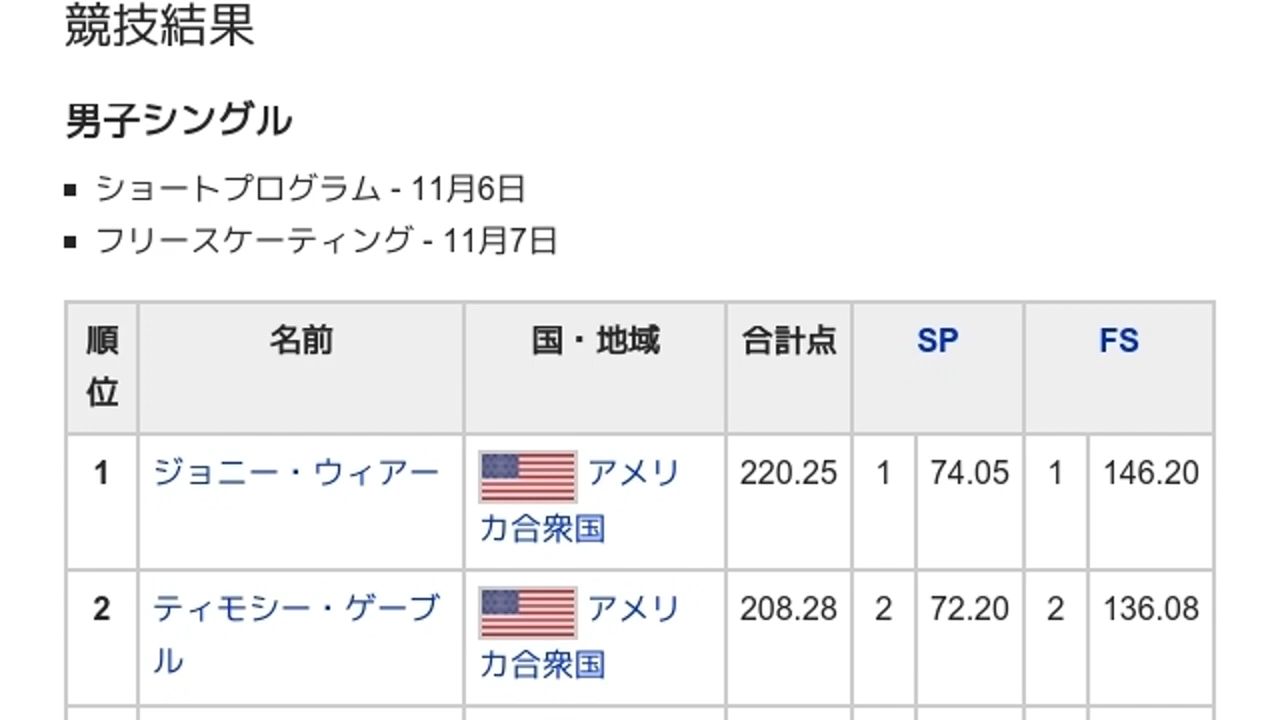 競技結果
男子シングル
ショートプログラム - 11月6日
フリースケーティング - 11月7日
順位 名前 国・地域 合計点 SP FS
1 ジョニー・ウィアー アメリカ合衆国 220.25 1 74.05 1 146.20
2 ティモシー・ゲーブル アメリカ合衆国 208.28 2 72.20 2 136.08